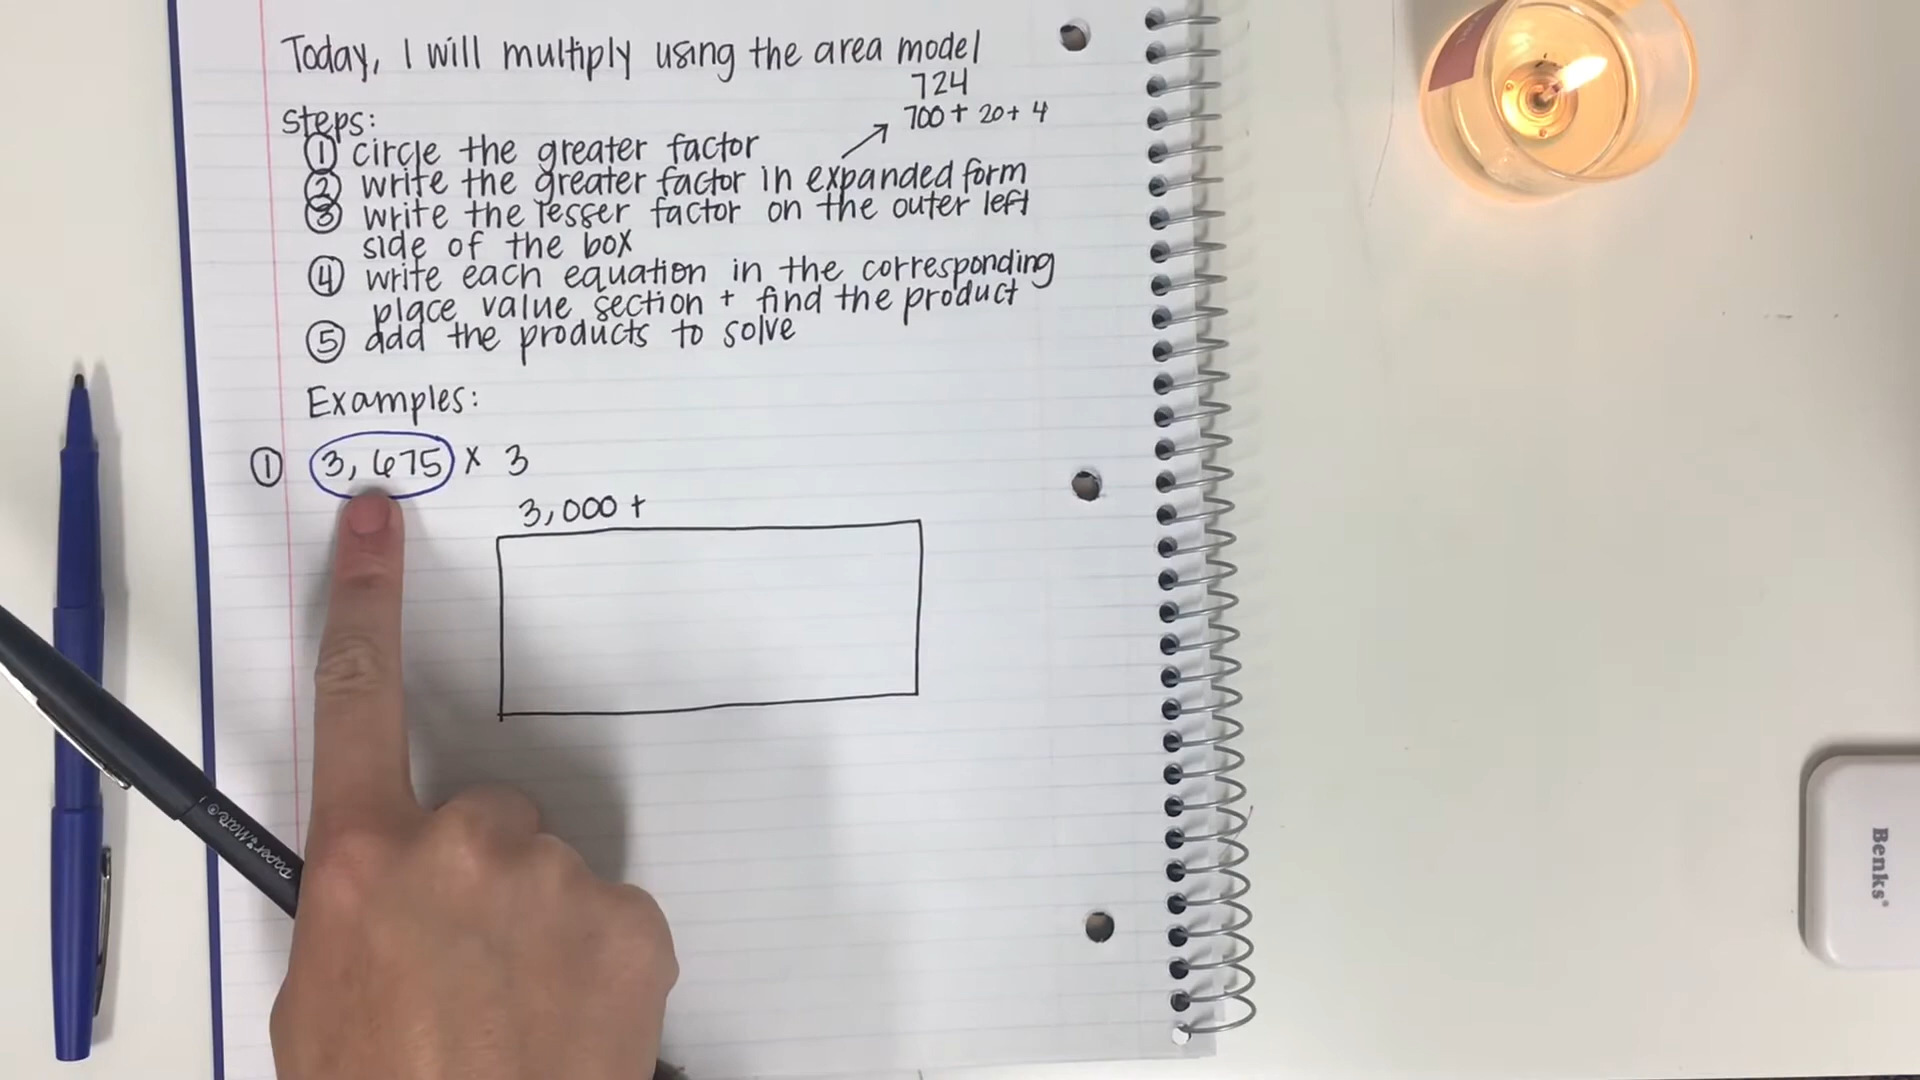 Today, I will multiply using the area model
724
700 + 20 + 4
Steps:
① circle the greater factor
② write the greater factor in expanded form
③ write the lesser factor on the outer left
side of the box
④ write each equation in the corresponding
place value section + find the product
⑤ add the products to solve
Examples:
① 3,675 x 3
3,000 +
Paper:Mate®
Benks®